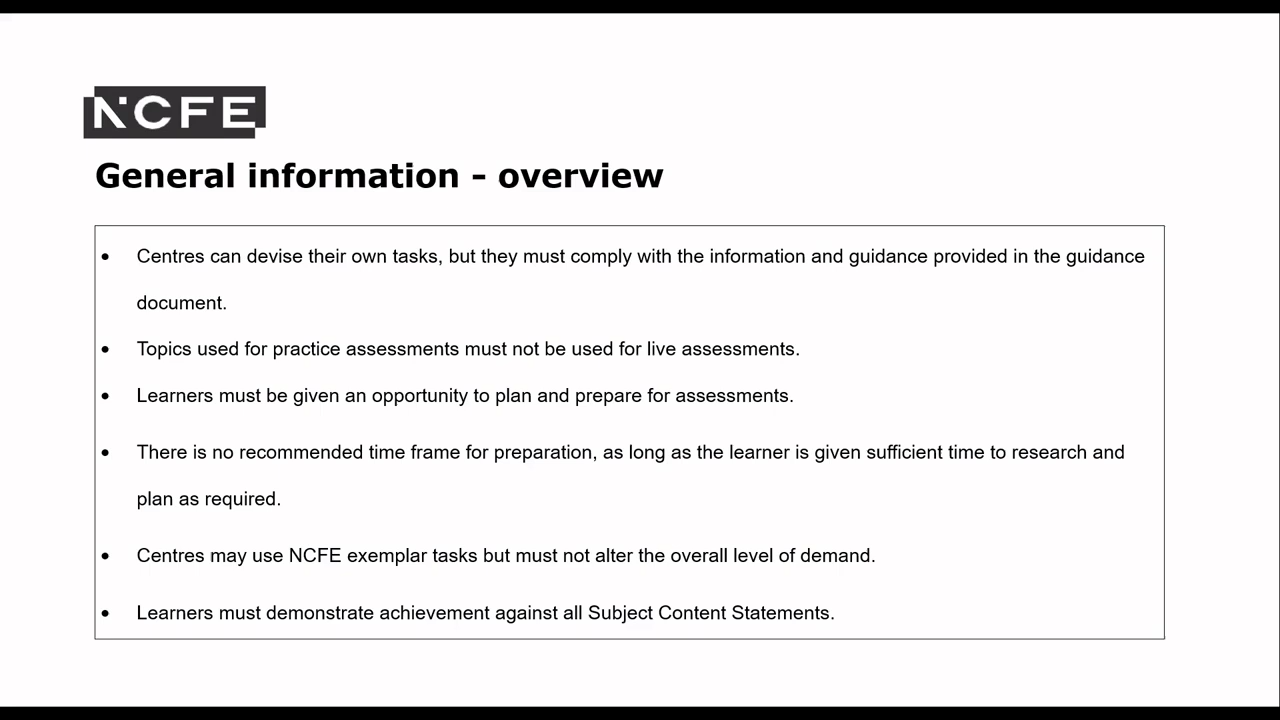 NCFE
General information - overview
• Centres can devise their own tasks, but they must comply with the information and guidance provided in the guidance
document.
• Topics used for practice assessments must not be used for live assessments.
• Learners must be given an opportunity to plan and prepare for assessments.
• There is no recommended time frame for preparation, as long as the learner is given sufficient time to research and
plan as required.
• Centres may use NCFE exemplar tasks but must not alter the overall level of demand.
• Learners must demonstrate achievement against all Subject Content Statements.